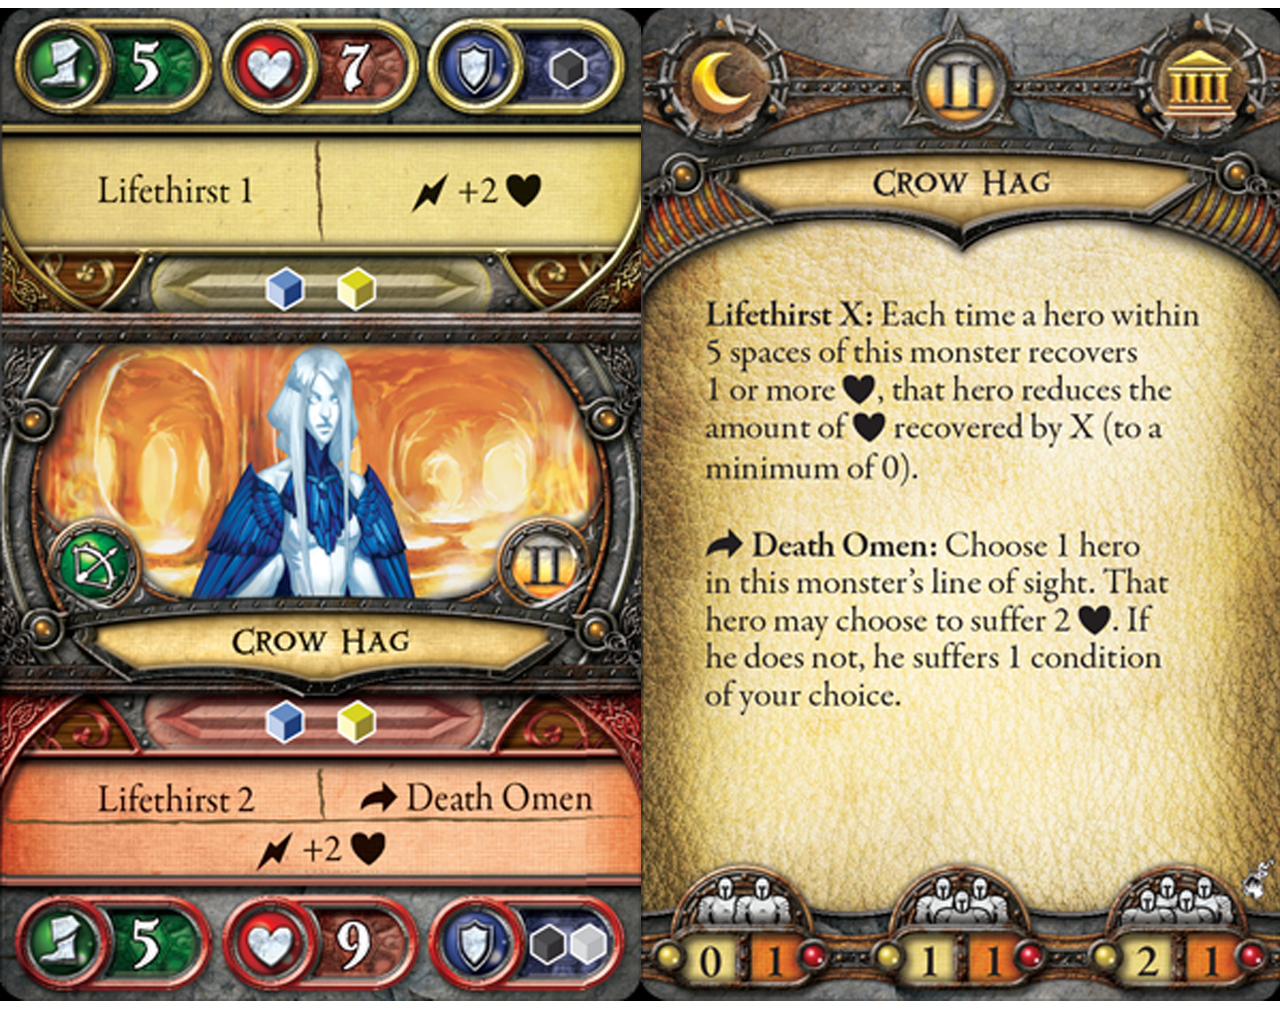 5 7
Lifethirst 1 +2
II
CROW HAG
Lifethirst 2 Death Omen
+2
5 9
II
CROW HAG
Lifethirst X: Each time a hero within
5 spaces of this monster recovers
1 or more , that hero reduces the
amount of recovered by X (to a
minimum of 0).
Death Omen: Choose 1 hero
in this monster's line of sight. That
hero may choose to suffer 2 . If
he does not, he suffers 1 condition
of your choice.
0 1 1 1 2 1